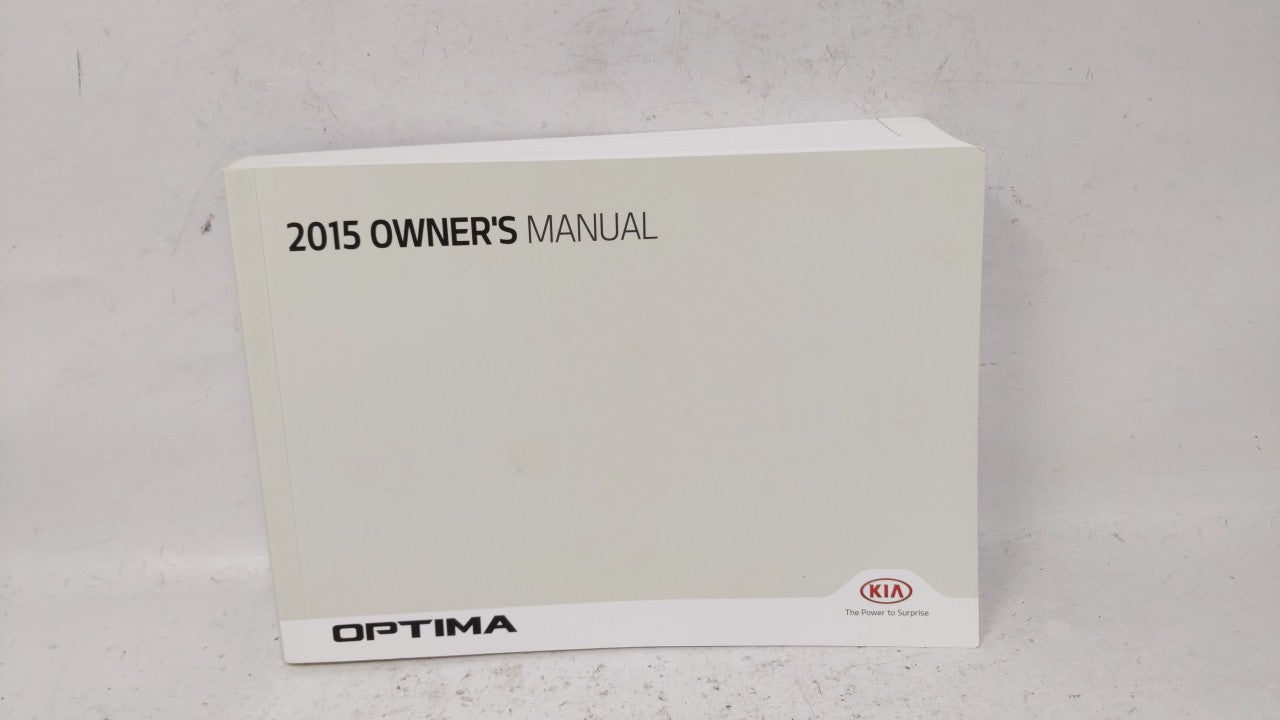 2015 OWNER'S MANUAL
OPTIMA
KIA
The Power to Surprise